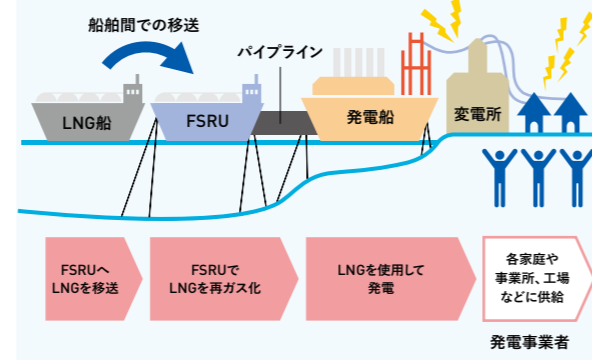 船舶間での移送
パイプライン
LNG船
FSRU
発電船
変電所
FSRUへ
LNGを移送
FSRUで
LNGを再ガス化
LNGを使用して
発電
各家庭や
事業所、工場
などに供給
発電事業者